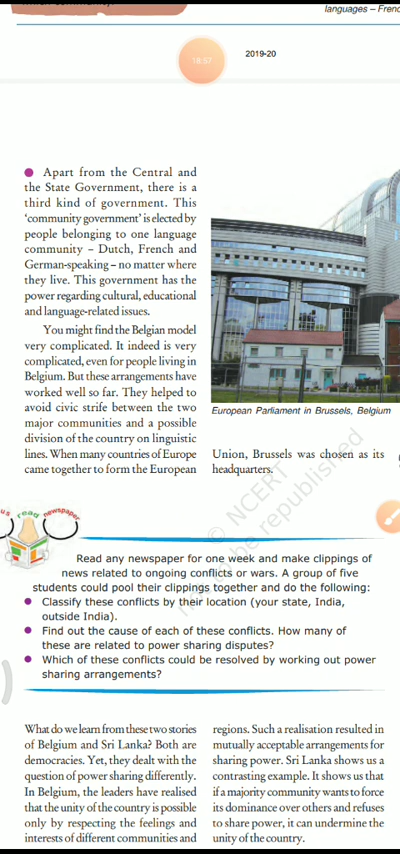 languages – Frenc
16:57
2019-20
Apart from the Central and
the State Government, there is a
third kind of government. This
‘community government’ is elected by
people belonging to one language
community – Dutch, French and
German-speaking – no matter where
they live. This government has the
power regarding cultural, educational
and language-related issues.
You might find the Belgian model
very complicated. It indeed is very
complicated, even for people living in
Belgium. But these arrangements have
worked well so far. They helped to
avoid civic strife between the two
major communities and a possible
division of the country on linguistic
lines. When many countries of Europe
came together to form the European
European Parliament in Brussels, Belgium
Union, Brussels was chosen as its
headquarters.
© NCERT
not to be republished
us read newspaper
Read any newspaper for one week and make clippings of
news related to ongoing conflicts or wars. A group of five
students could pool their clippings together and do the following:
● Classify these conflicts by their location (your state, India,
outside India).
● Find out the cause of each of these conflicts. How many of
these are related to power sharing disputes?
● Which of these conflicts could be resolved by working out power
sharing arrangements?
What do we learn from these two stories
of Belgium and Sri Lanka? Both are
democracies. Yet, they dealt with the
question of power sharing differently.
In Belgium, the leaders have realised
that the unity of the country is possible
only by respecting the feelings and
interests of different communities and
regions. Such a realisation resulted in
mutually acceptable arrangements for
sharing power. Sri Lanka shows us a
contrasting example. It shows us that
if a majority community wants to force
its dominance over others and refuses
to share power, it can undermine the
unity of the country.